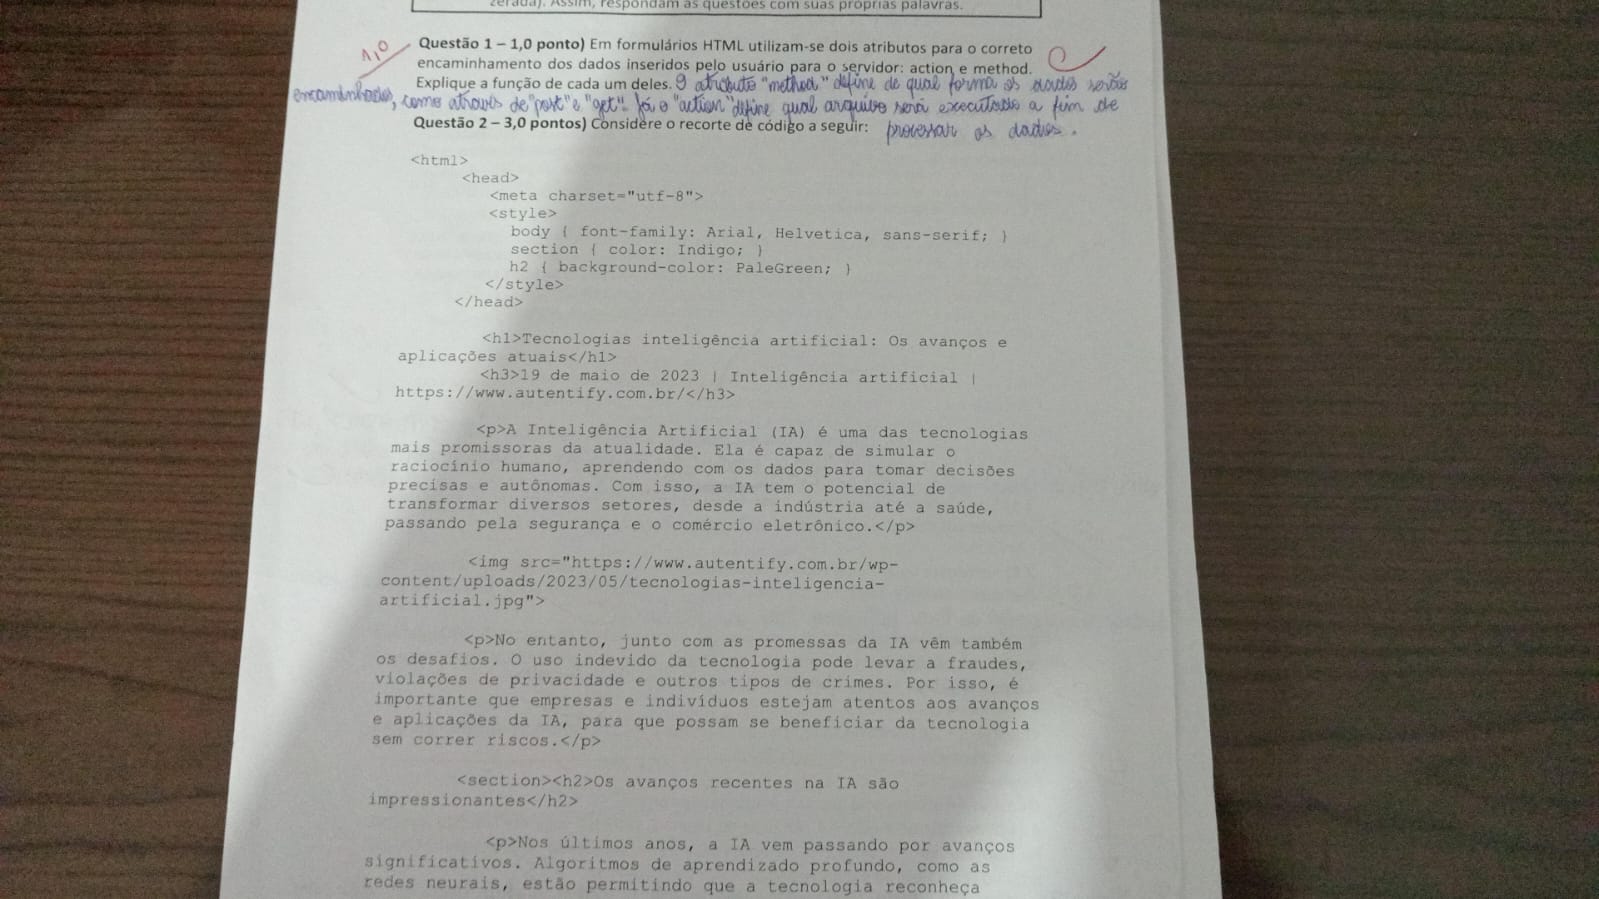 zerada). Assim, respondam as questões com suas próprias palavras.
1,0
Questão 1 – 1,0 ponto) Em formulários HTML utilizam-se dois atributos para o correto
encaminhamento dos dados inseridos pelo usuário para o servidor: action e method.
Explique a função de cada um deles. O atributo "method" define de qual forma os dados serão
encaminhados, como através de "post" e "get". Já o "action" define qual arquivo será executado a fim de
Questão 2 – 3,0 pontos) Considere o recorte de código a seguir: processar os dados.
<html>
<head>
<meta charset="utf-8">
<style>
body { font-family: Arial, Helvetica, sans-serif; }
section { color: Indigo; }
h2 { background-color: PaleGreen; }
</style>
</head>
<h1>Tecnologias inteligência artificial: Os avanços e
aplicações atuais</h1>
<h3>19 de maio de 2023 | Inteligência artificial |
https://www.autentify.com.br/</h3>
<p>A Inteligência Artificial (IA) é uma das tecnologias
mais promissoras da atualidade. Ela é capaz de simular o
raciocínio humano, aprendendo com os dados para tomar decisões
precisas e autônomas. Com isso, a IA tem o potencial de
transformar diversos setores, desde a indústria até a saúde,
passando pela segurança e o comércio eletrônico.</p>
<img src="https://www.autentify.com.br/wp-
content/uploads/2023/05/tecnologias-inteligencia-
artificial.jpg">
<p>No entanto, junto com as promessas da IA vêm também
os desafios. O uso indevido da tecnologia pode levar a fraudes,
violações de privacidade e outros tipos de crimes. Por isso, é
importante que empresas e indivíduos estejam atentos aos avanços
e aplicações da IA, para que possam se beneficiar da tecnologia
sem correr riscos.</p>
<section><h2>Os avanços recentes na IA são
impressionantes</h2>
<p>Nos últimos anos, a IA vem passando por avanços
significativos. Algoritmos de aprendizado profundo, como as
redes neurais, estão permitindo que a tecnologia reconheça